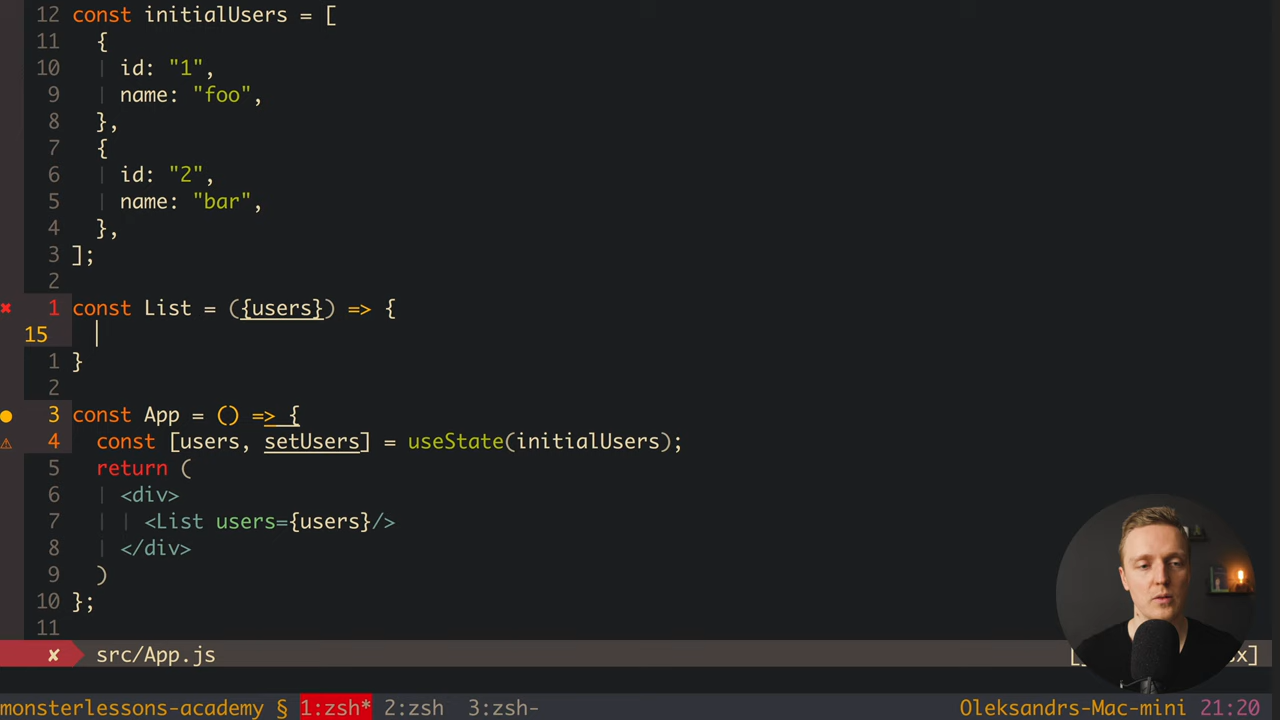 12 const initialUsers = [
11 {
10 id: "1",
9 name: "foo",
8 },
7 {
6 id: "2",
5 name: "bar",
4 },
3 ];
2
✖ 1 const List = ({users}) => {
15
1 }
2
● 3 const App = () => {
⚠ 4 const [users, setUsers] = useState(initialUsers);
5 return (
6 <div>
7 <List users={users}/>
8 </div>
9 )
10 };
11
✘ src/App.js
monsterlessons-academy § 1:zsh* 2:zsh 3:zsh- Oleksandrs-Mac-mini 21:20